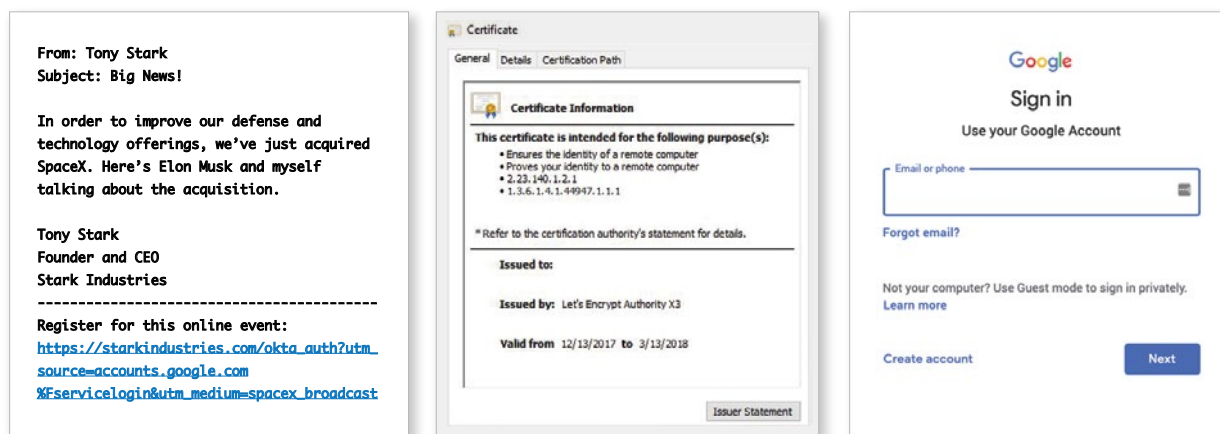 From: Tony Stark
Subject: Big News!
In order to improve our defense and
technology offerings, we've just acquired
SpaceX. Here's Elon Musk and myself
talking about the acquisition.
Tony Stark
Founder and CEO
Stark Industries
------------------------------------------
Register for this online event:
https://starkindustries.com/okta_auth?utm_
source=accounts.google.com
%Fservicelogin&utm_medium=spacex_broadcast
Certificate
General Details Certification Path
Certificate Information
This certificate is intended for the following purpose(s):
• Ensures the identity of a remote computer
• Proves your identity to a remote computer
• 2.23.140.1.2.1
• 1.3.6.1.4.1.44947.1.1.1
* Refer to the certification authority's statement for details.
Issued to:
Issued by: Let's Encrypt Authority X3
Valid from 12/13/2017 to 3/13/2018
Issuer Statement
Google
Sign in
Use your Google Account
Email or phone
Forgot email?
Not your computer? Use Guest mode to sign in privately.
Learn more
Create account Next